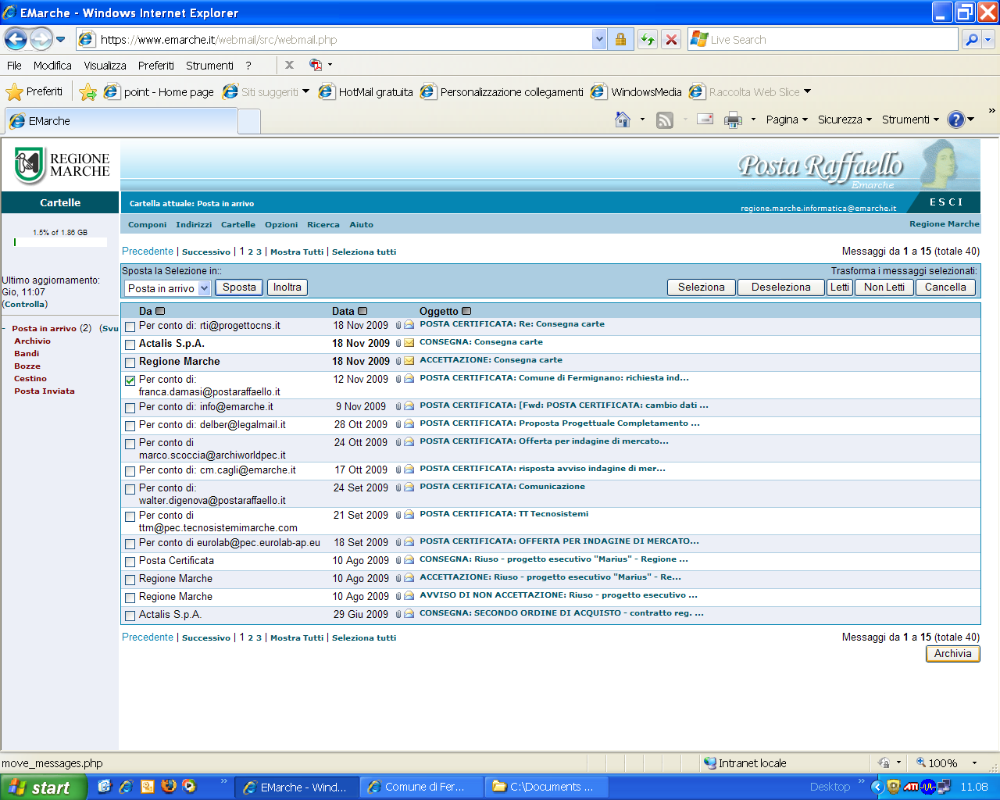 EMarche - Windows Internet Explorer
https://www.emarche.it/webmail/src/webmail.php
Live Search
File Modifica Visualizza Preferiti Strumenti ?
Preferiti point - Home page Siti suggeriti HotMail gratuita Personalizzazione collegamenti WindowsMedia Raccolta Web Slice
EMarche
Pagina Sicurezza Strumenti
REGIONE MARCHE
Posta Raffaello
Emarche
Cartelle
Cartella attuale: Posta in arrivo
regione.marche.informatica@emarche.it
ESCI
Componi Indirizzi Cartelle Opzioni Ricerca Aiuto
Regione Marche
1.5% of 1.86 GB
Ultimo aggiornamento:
Gio, 11:07
(Controlla)
- Posta in arrivo (2) (Svu
Archivio
Bandi
Bozze
Cestino
Posta Inviata
Precedente | Successivo | 1 2 3 | Mostra Tutti | Seleziona tutti
Messaggi da 1 a 15 (totale 40)
Sposta la Selezione in::
Trasforma i messaggi selezionati:
Posta in arrivo Sposta Inoltra
Seleziona Deseleziona Letti Non Letti Cancella
Da Data Oggetto
Per conto di: rti@progettocns.it 18 Nov 2009 POSTA CERTIFICATA: Re: Consegna carte
Actalis S.p.A. 18 Nov 2009 CONSEGNA: Consegna carte
Regione Marche 18 Nov 2009 ACCETTAZIONE: Consegna carte
Per conto di: 12 Nov 2009 POSTA CERTIFICATA: Comune di Fermignano: richiesta ind...
franca.damasi@postaraffaello.it
Per conto di: info@emarche.it 9 Nov 2009 POSTA CERTIFICATA: [Fwd: POSTA CERTIFICATA: cambio dati ...
Per conto di: delber@legalmail.it 28 Ott 2009 POSTA CERTIFICATA: Proposta Progettuale Completamento ...
Per conto di 24 Ott 2009 POSTA CERTIFICATA: Offerta per indagine di mercato...
marco.scoccia@archiworldpec.it
Per conto di: cm.cagli@emarche.it 17 Ott 2009 POSTA CERTIFICATA: risposta avviso indagine di mer...
Per conto di: 24 Set 2009 POSTA CERTIFICATA: Comunicazione
walter.digenova@postaraffaello.it
Per conto di 21 Set 2009 POSTA CERTIFICATA: TT Tecnosistemi
ttm@pec.tecnosistemimarche.com
Per conto di eurolab@pec.eurolab-ap.eu 18 Set 2009 POSTA CERTIFICATA: OFFERTA PER INDAGINE DI MERCATO...
Posta Certificata 10 Ago 2009 CONSEGNA: Riuso - progetto esecutivo "Marius" - Regione ...
Regione Marche 10 Ago 2009 ACCETTAZIONE: Riuso - progetto esecutivo "Marius" - Re...
Regione Marche 10 Ago 2009 AVVISO DI NON ACCETTAZIONE: Riuso - progetto esecutivo ...
Actalis S.p.A. 29 Giu 2009 CONSEGNA: SECONDO ORDINE DI ACQUISTO - contratto reg. ...
Precedente | Successivo | 1 2 3 | Mostra Tutti | Seleziona tutti
Messaggi da 1 a 15 (totale 40)
Archivia
move_messages.php
Intranet locale
100%
start
EMarche - Wind...
Comune di Fer...
C:\Documents ...
Desktop
ATI
11.08